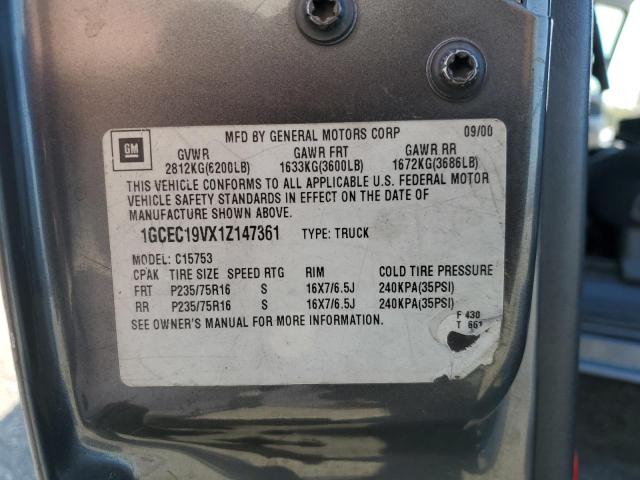 GM
MFD BY GENERAL MOTORS CORP 09/00
GVWR GAWR FRT GAWR RR
2812KG(6200LB) 1633KG(3600LB) 1672KG(3686LB)
THIS VEHICLE CONFORMS TO ALL APPLICABLE U.S. FEDERAL MOTOR
VEHICLE SAFETY STANDARDS IN EFFECT ON THE DATE OF
MANUFACTURE SHOWN ABOVE.
1GCEC19VX1Z147361 TYPE: TRUCK
MODEL: C15753
CPAK TIRE SIZE SPEED RTG RIM COLD TIRE PRESSURE
FRT P235/75R16 S 16X7/6.5J 240KPA(35PSI)
RR P235/75R16 S 16X7/6.5J 240KPA(35PSI)
SEE OWNER'S MANUAL FOR MORE INFORMATION.
F 430
T